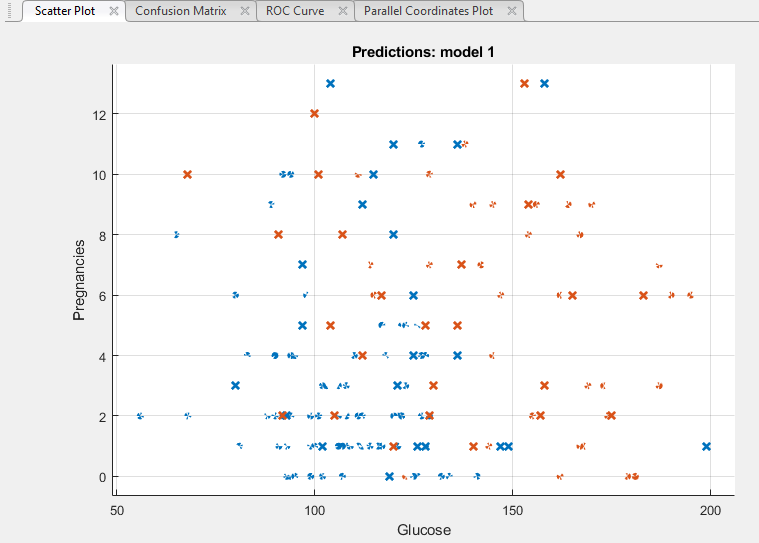 Scatter Plot Confusion Matrix ROC Curve Parallel Coordinates Plot
Predictions: model 1
12
10
8
6
4
2
0
Pregnancies
50 100 150 200
Glucose